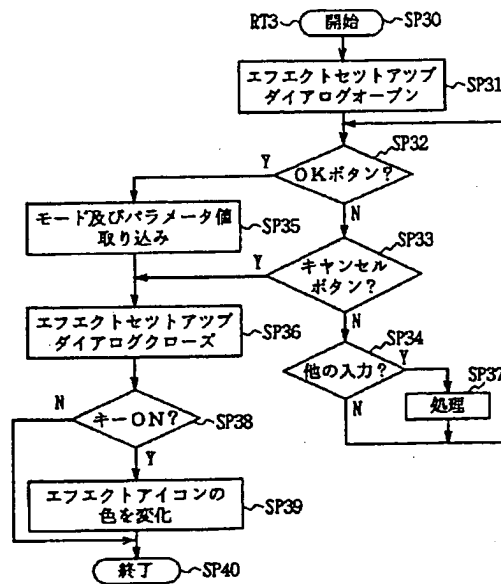 RT3
開始
SP30
エフエクトセツトアツプ
ダイアログオープン
SP31
SP32
OKボタン?
Y
N
モード及びパラメータ値
取り込み
SP35
SP33
キヤンセル
ボタン?
Y
N
エフエクトセツトアツプ
ダイアログクローズ
SP36
SP34
他の入力?
Y
N
SP37
処理
キーON?
SP38
N
Y
エフエクトアイコンの
色を変化
SP39
終了
SP40